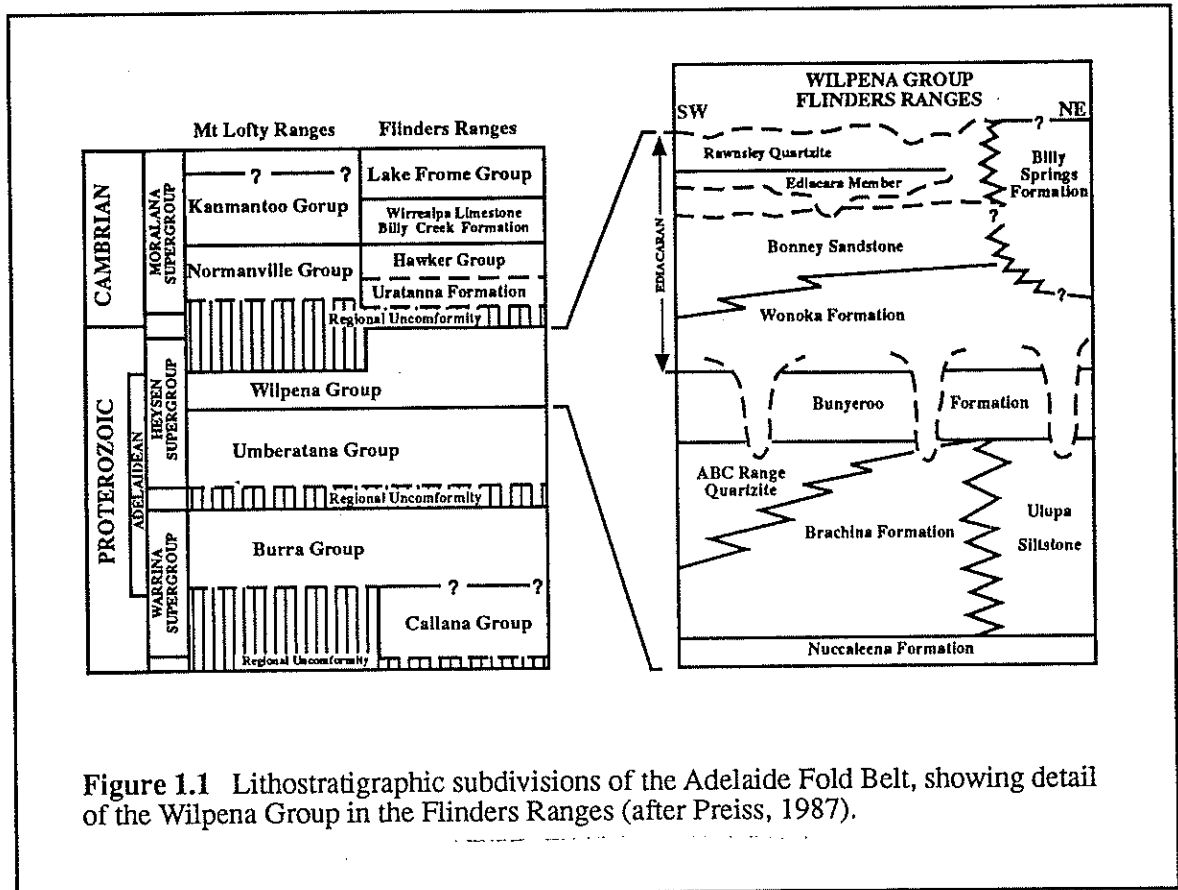 Mt Lofty Ranges
Flinders Ranges
CAMBRIAN
PROTEROZOIC
ADELAIDEAN
MORALANA
SUPERGROUP
HEYSEN
SUPERGROUP
WARRINA
SUPERGROUP
? ?
Kanmantoo Gorup
Normanville Group
Lake Frome Group
Wirrealpa Limestone
Billy Creek Formation
Hawker Group
Uratanna Formation
Regional Uncomformity
Wilpena Group
Umberatana Group
Regional Uncomformity
Burra Group
? ?
Callana Group
Regional Uncomformity
WILPENA GROUP
FLINDERS RANGES
SW
NE
EDIACARAN
Rawnsley Quartzite
Ediacara Member
?
Billy
Springs
Formation
?
Bonney Sandstone
?
Wonoka Formation
Bunyeroo Formation
ABC Range
Quartzite
Brachina Formation
Ulupa
Siltstone
Nuccaleena Formation
Figure 1.1 Lithostratigraphic subdivisions of the Adelaide Fold Belt, showing detail
of the Wilpena Group in the Flinders Ranges (after Preiss, 1987).